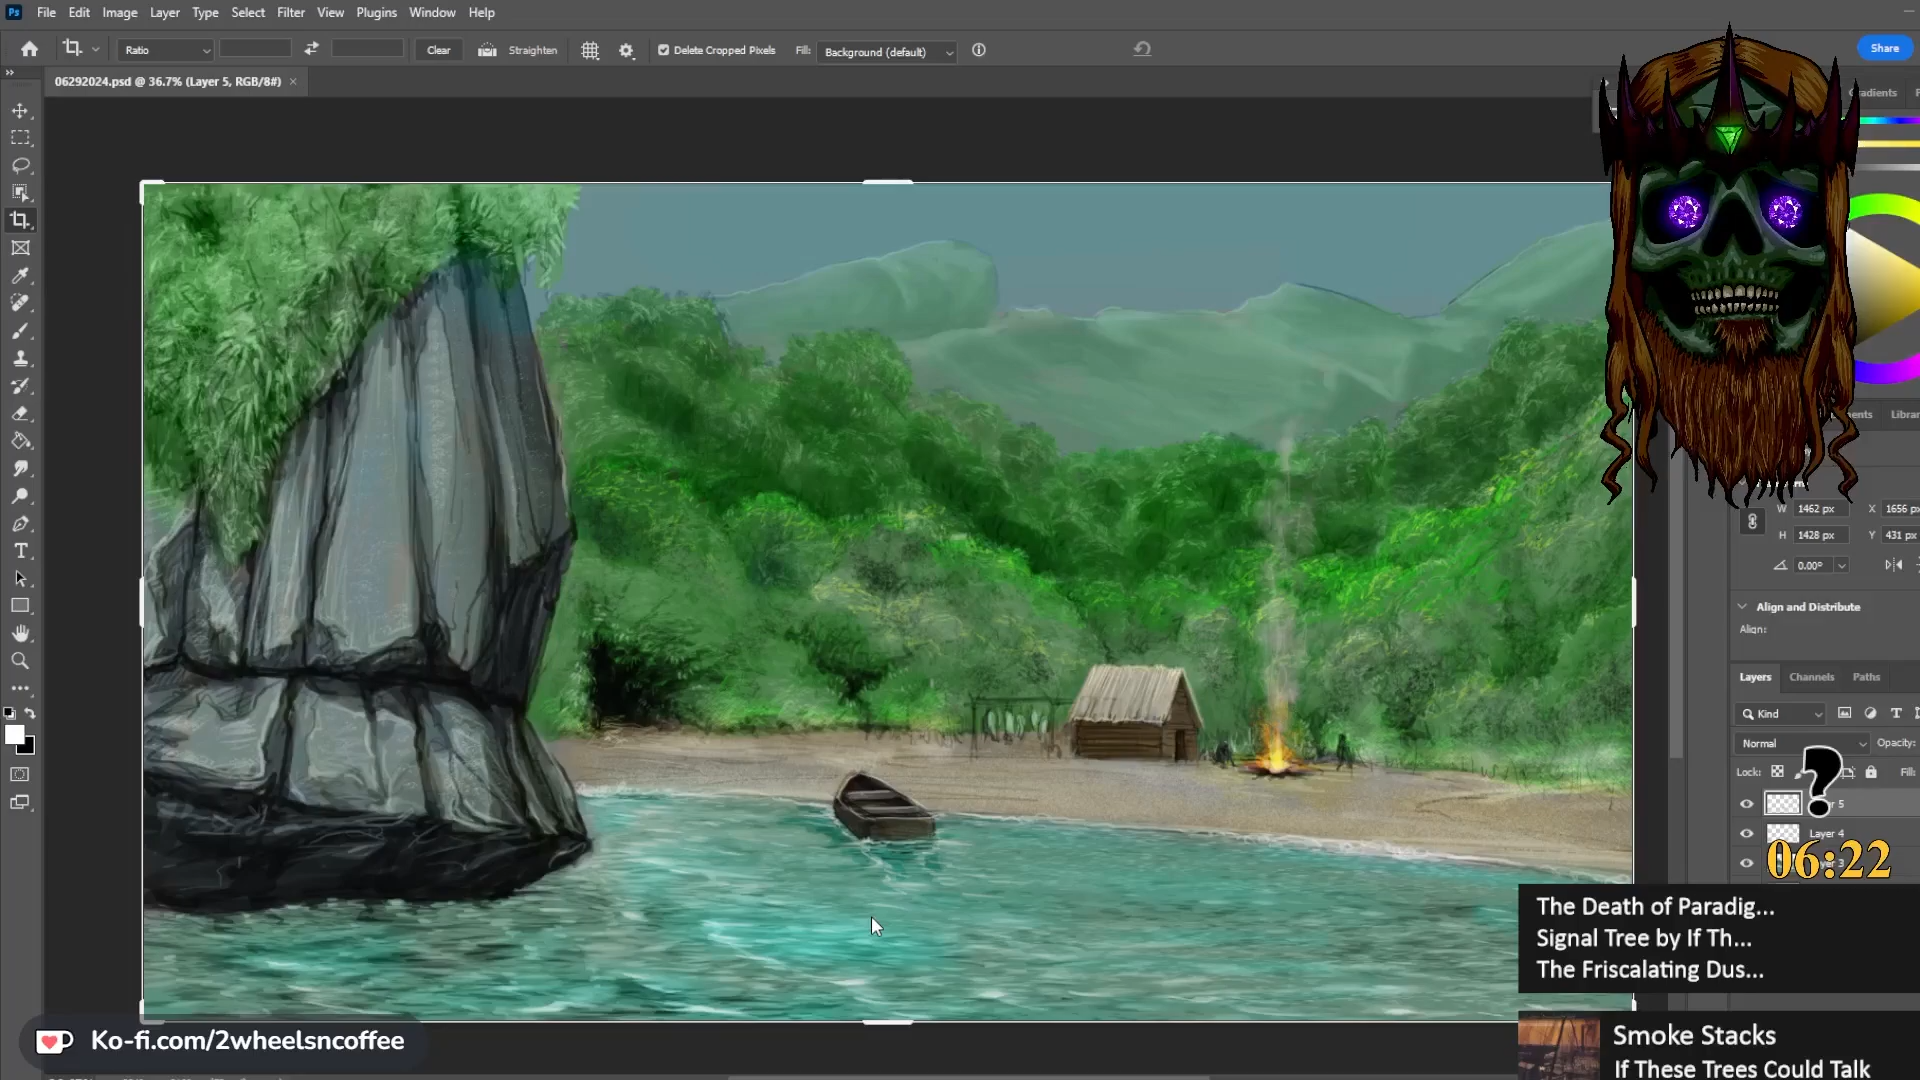 Ps File Edit Image Layer Type Select Filter View Plugins Window Help
Ratio Clear Straighten Delete Cropped Pixels Fill: Background (default) Share
06292024.psd @ 36.7% (Layer 5, RGB/8#) ×
Gradients
Librar
W 1462 px X 1656 px
H 1428 px Y 431 px
0.00°
Align and Distribute
Align:
Layers Channels Paths
Kind
Normal Opacity:
Lock: Fill:
?
Layer 4
06:22
The Death of Paradig...
Signal Tree by If Th...
The Friscalating Dus...
Smoke Stacks
If These Trees Could Talk
Ko-fi.com/2wheelsncoffee